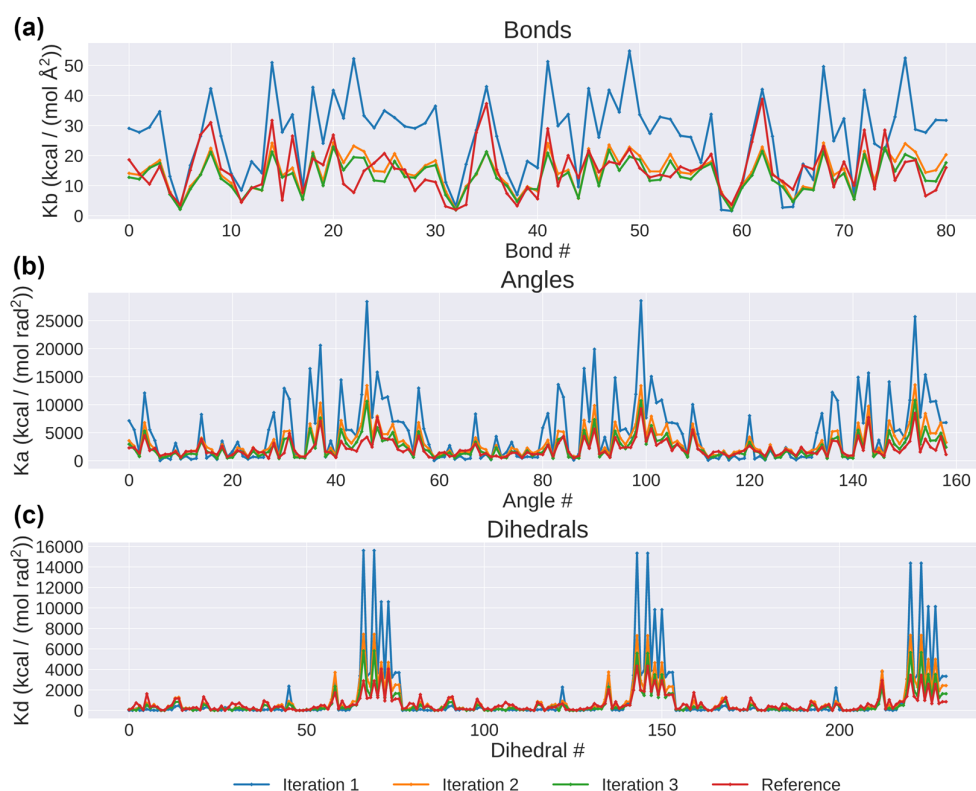 (a)
Bonds
Kb (kcal / (mol Å²))
50
40
30
20
10
0
0 10 20 30 40 50 60 70 80
Bond #
(b)
Angles
Ka (kcal / (mol rad²))
25000
20000
15000
10000
5000
0
0 20 40 60 80 100 120 140 160
Angle #
(c)
Dihedrals
Kd (kcal / (mol rad²))
16000
14000
12000
10000
8000
6000
4000
2000
0
0 50 100 150 200
Dihedral #
Iteration 1 Iteration 2 Iteration 3 Reference